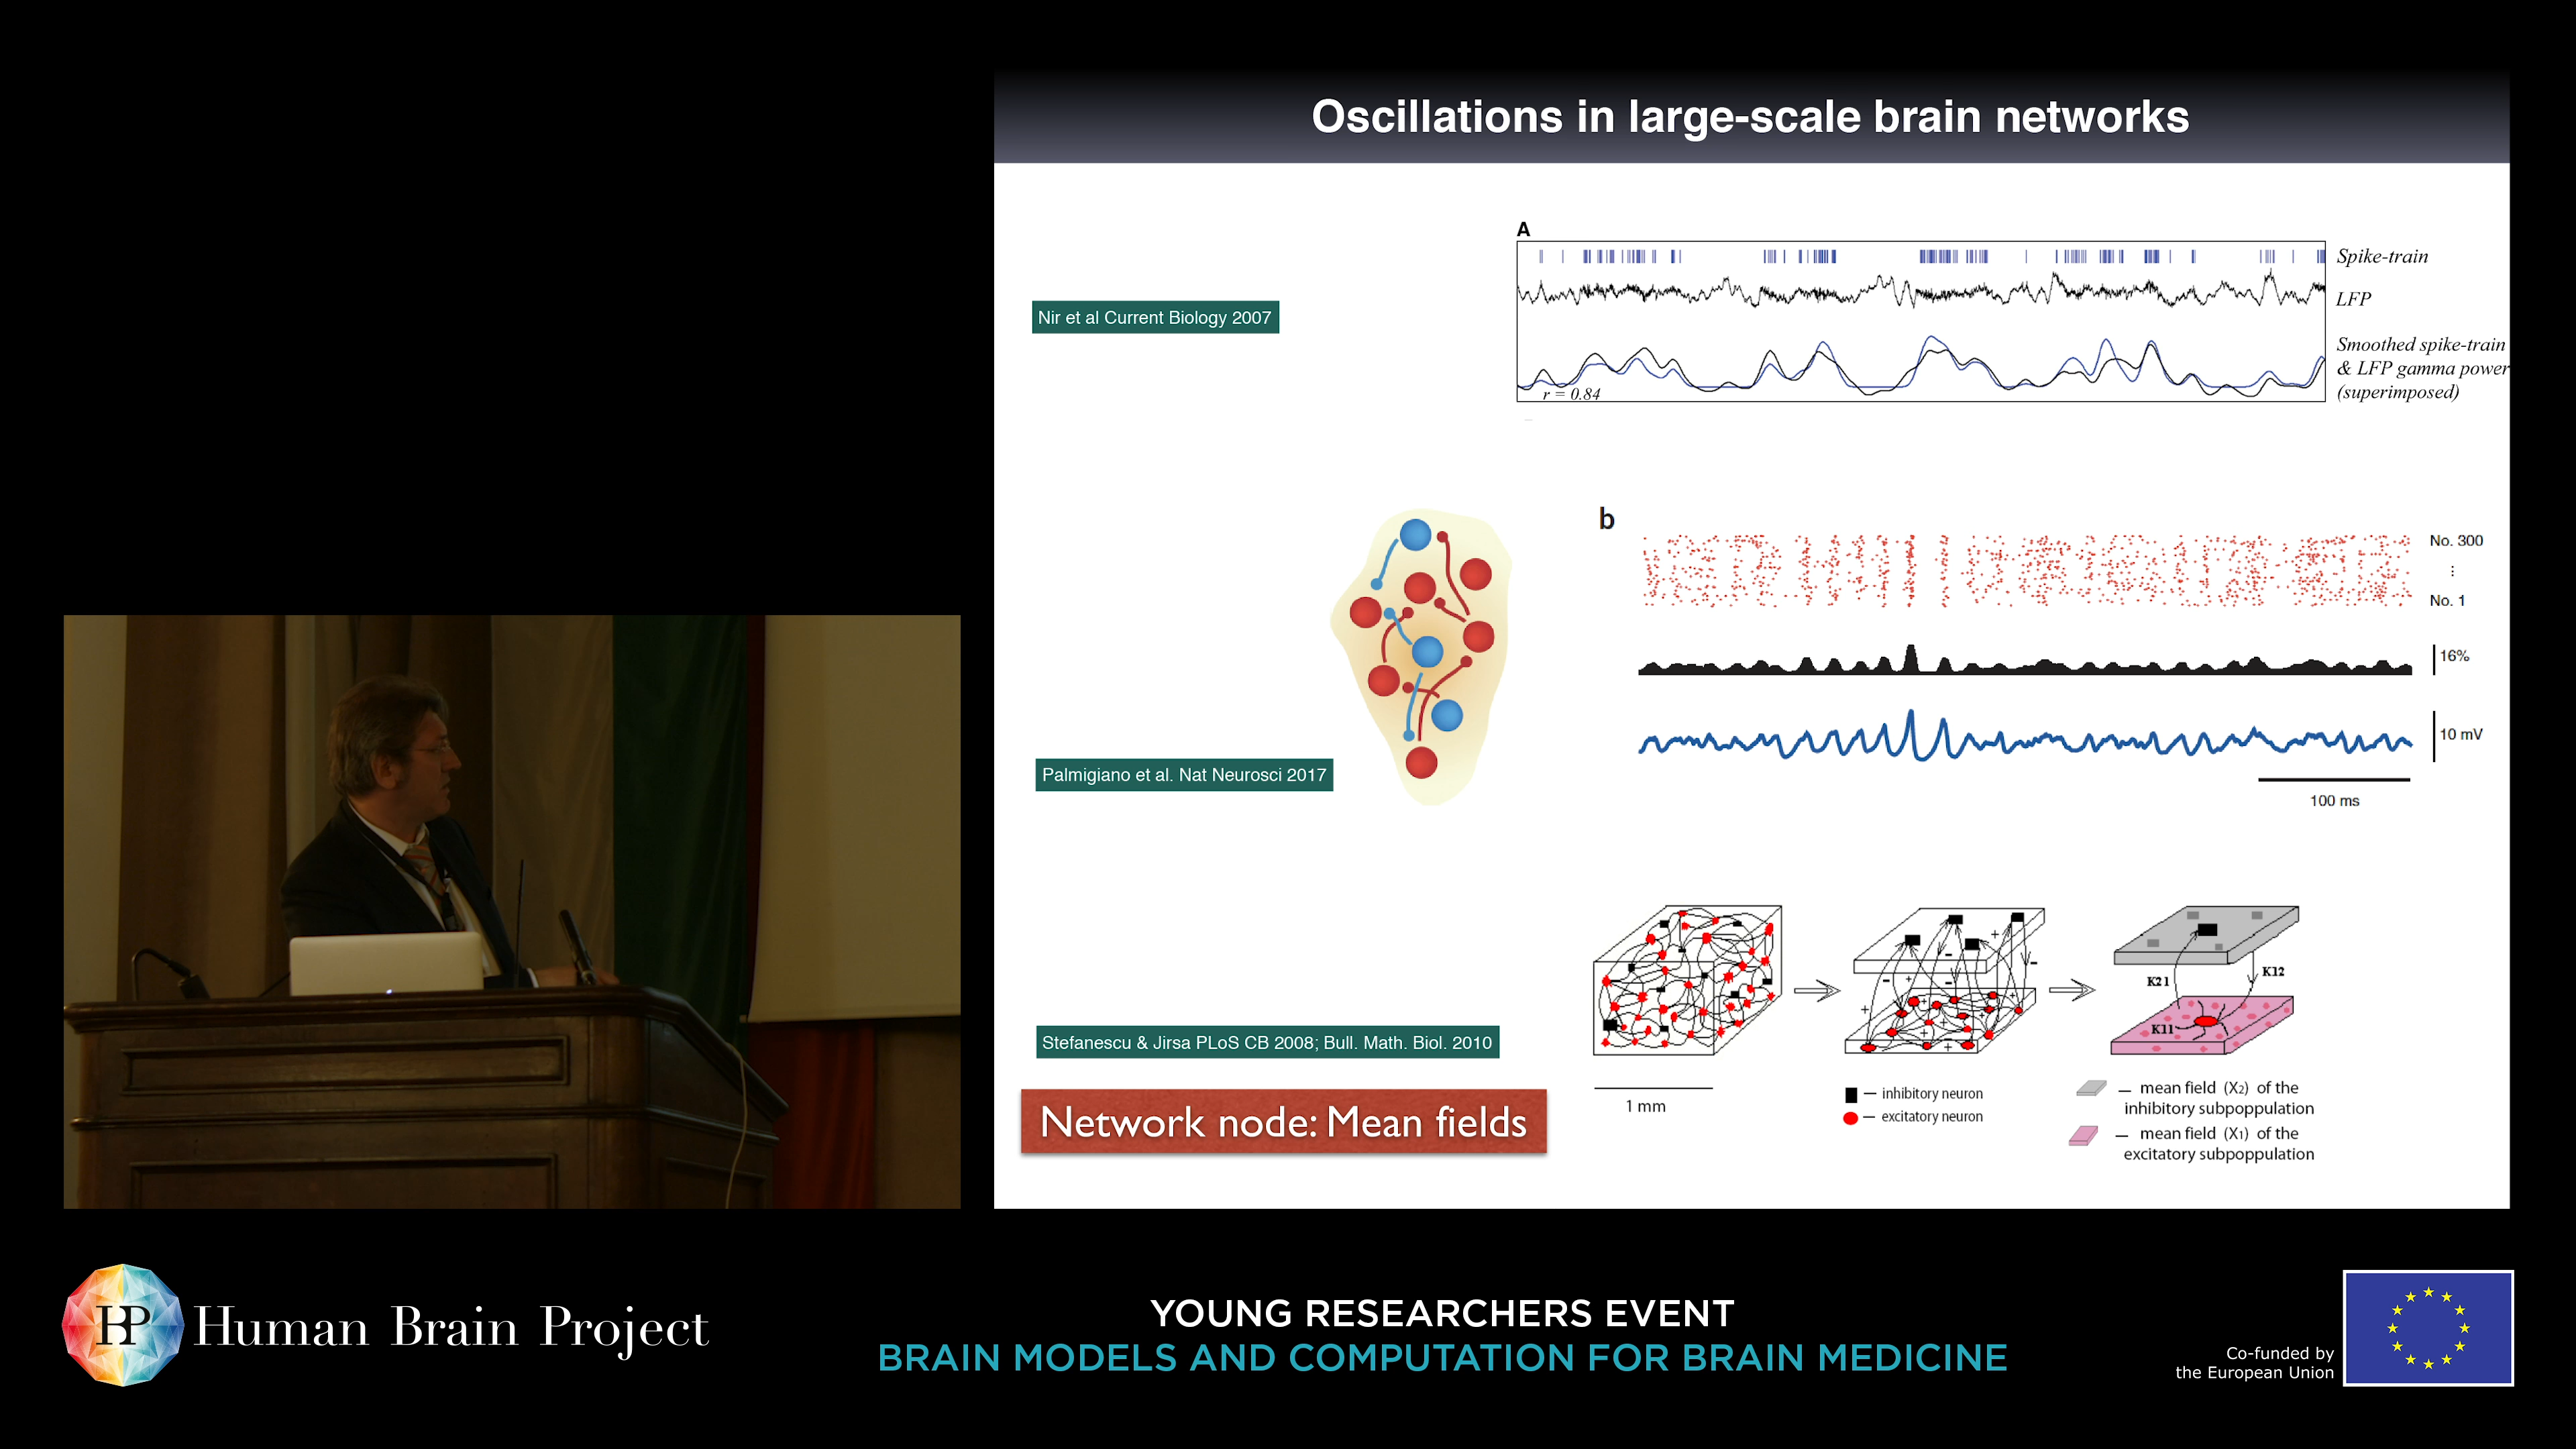 Oscillations in large-scale brain networks
A
Spike-train
LFP
Smoothed spike-train
& LFP gamma power
(superimposed)
r = 0.84
Nir et al Current Biology 2007
b
No. 300
No. 1
16%
10 mV
100 ms
Palmigiano et al. Nat Neurosci 2017
Stefanescu & Jirsa PLoS CB 2008; Bull. Math. Biol. 2010
Network node: Mean fields
K21
K12
K11
1 mm
– inhibitory neuron
– excitatory neuron
– mean field (X2) of the
inhibitory subpoppulation
– mean field (X1) of the
excitatory subpoppulation
HBP
Human Brain Project
YOUNG RESEARCHERS EVENT
BRAIN MODELS AND COMPUTATION FOR BRAIN MEDICINE
Co-funded by
the European Union